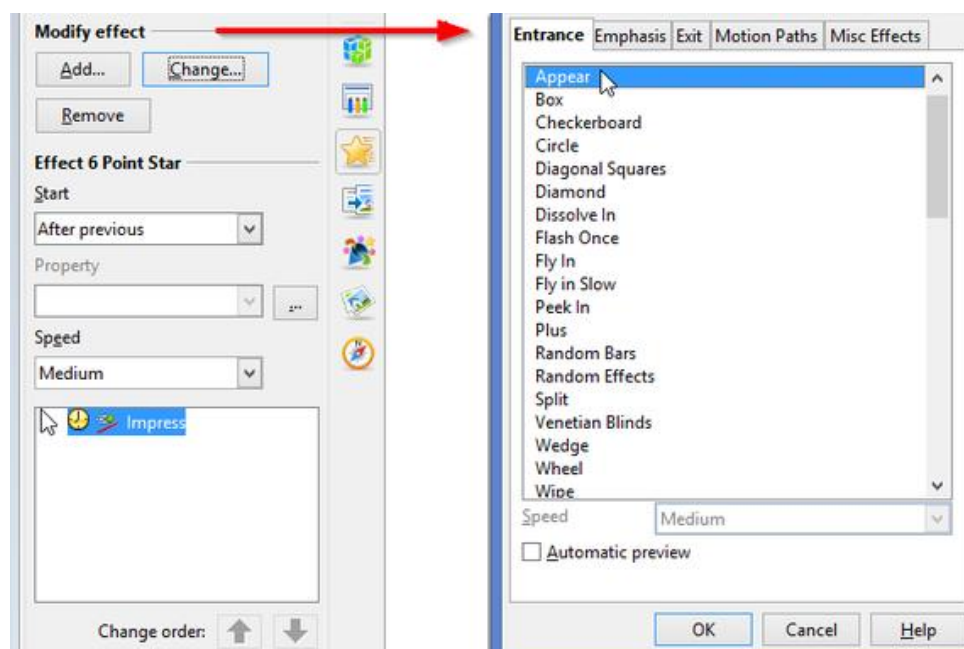 Modify effect
Add...
Change...
Remove
Effect 6 Point Star
Start
After previous
Property
...
Speed
Medium
Impress
Change order:
Entrance Emphasis Exit Motion Paths Misc Effects
Appear
Box
Checkerboard
Circle
Diagonal Squares
Diamond
Dissolve In
Flash Once
Fly In
Fly in Slow
Peek In
Plus
Random Bars
Random Effects
Split
Venetian Blinds
Wedge
Wheel
Wipe
Speed Medium
Automatic preview
OK Cancel Help